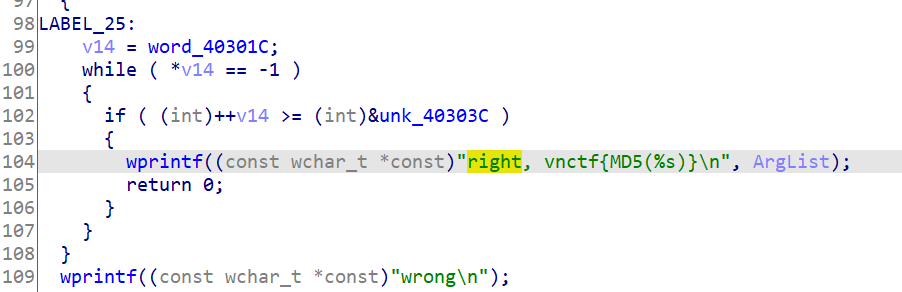 97   {
98 LABEL_25:
99     v14 = word_40301C;
100     while ( *v14 == -1 )
101     {
102       if ( (int)++v14 >= (int)&unk_40303C )
103       {
104         wprintf((const wchar_t *const)"right, vnctf{MD5(%s)}\n", ArgList);
105         return 0;
106       }
107     }
108   }
109   wprintf((const wchar_t *const)"wrong\n");